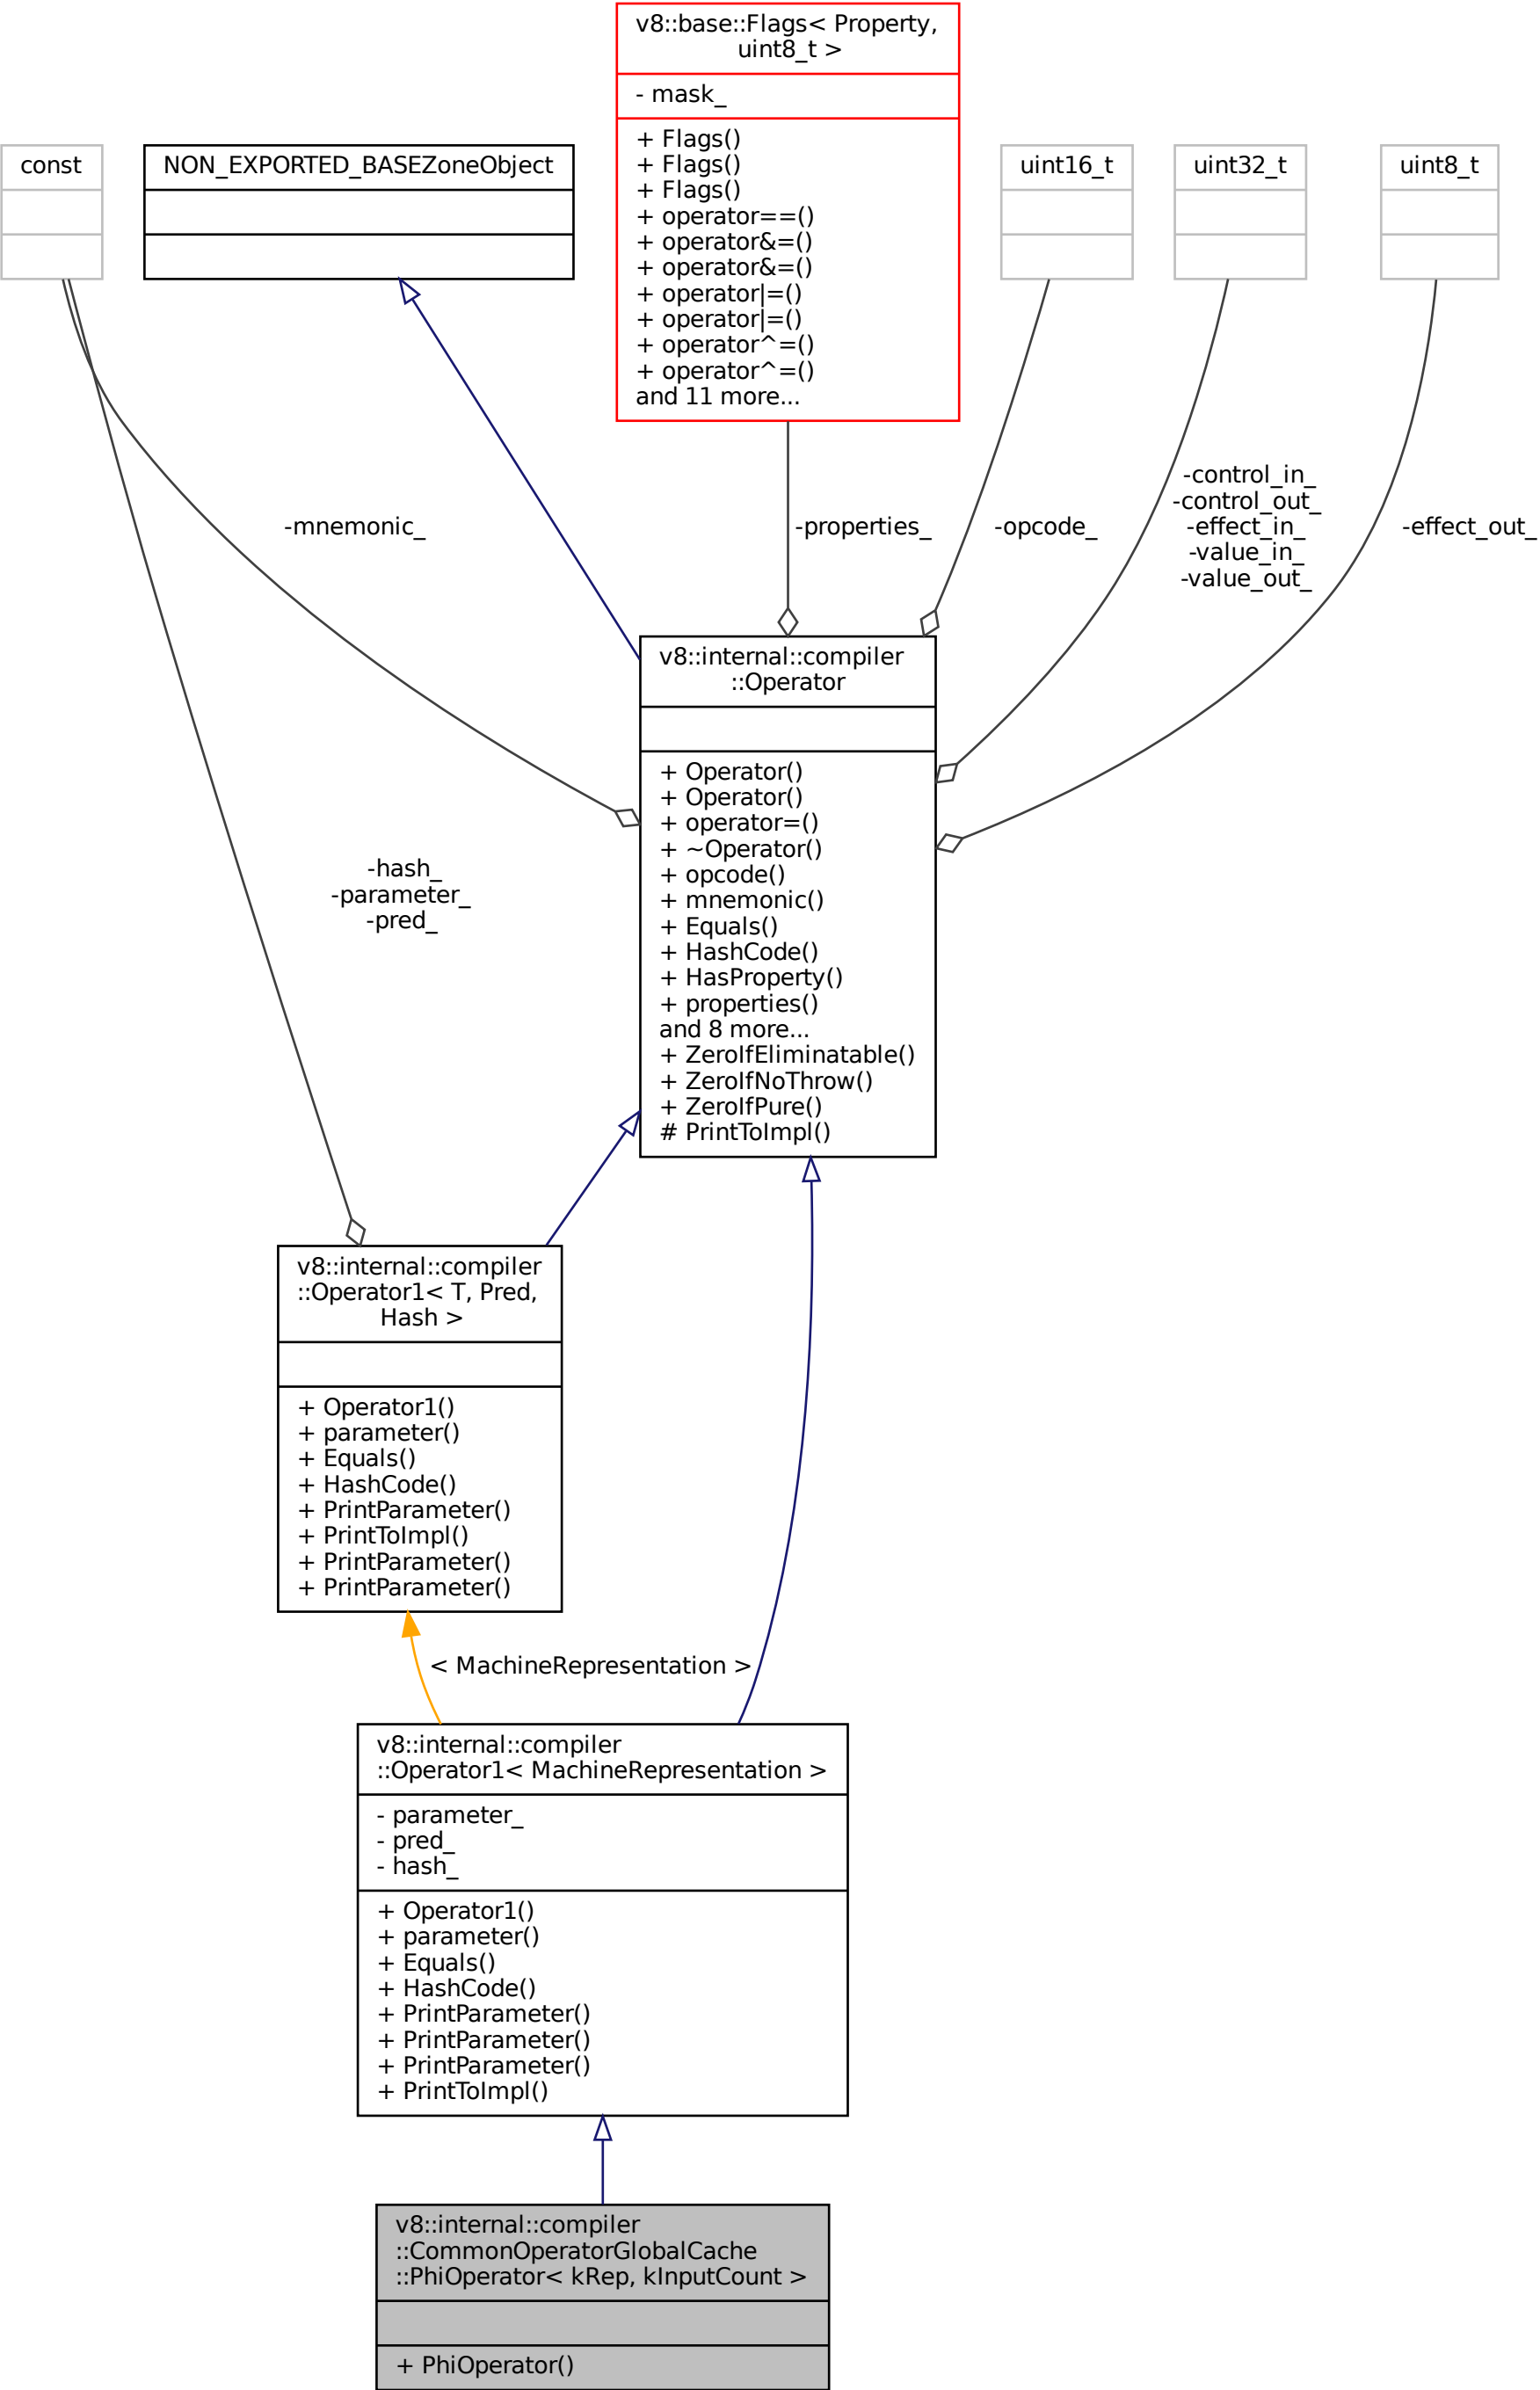 v8::base::Flags< Property,
uint8_t >
- mask_
+ Flags()
+ Flags()
+ Flags()
+ operator==()
+ operator&=()
+ operator&=()
+ operator|=()
+ operator|=()
+ operator^=()
+ operator^=()
and 11 more...
const
NON_EXPORTED_BASEZoneObject
uint16_t
uint32_t
uint8_t
-mnemonic_
-properties_
-opcode_
-control_in_
-control_out_
-effect_in_
-value_in_
-value_out_
-effect_out_
v8::internal::compiler
::Operator
+ Operator()
+ Operator()
+ operator=()
+ ~Operator()
+ opcode()
+ mnemonic()
+ Equals()
+ HashCode()
+ HasProperty()
+ properties()
and 8 more...
+ ZeroIfEliminatable()
+ ZeroIfNoThrow()
+ ZeroIfPure()
# PrintToImpl()
-hash_
-parameter_
-pred_
v8::internal::compiler
::Operator1< T, Pred,
Hash >
+ Operator1()
+ parameter()
+ Equals()
+ HashCode()
+ PrintParameter()
+ PrintToImpl()
+ PrintParameter()
+ PrintParameter()
< MachineRepresentation >
v8::internal::compiler
::Operator1< MachineRepresentation >
- parameter_
- pred_
- hash_
+ Operator1()
+ parameter()
+ Equals()
+ HashCode()
+ PrintParameter()
+ PrintParameter()
+ PrintParameter()
+ PrintToImpl()
v8::internal::compiler
::CommonOperatorGlobalCache
::PhiOperator< kRep, kInputCount >
+ PhiOperator()